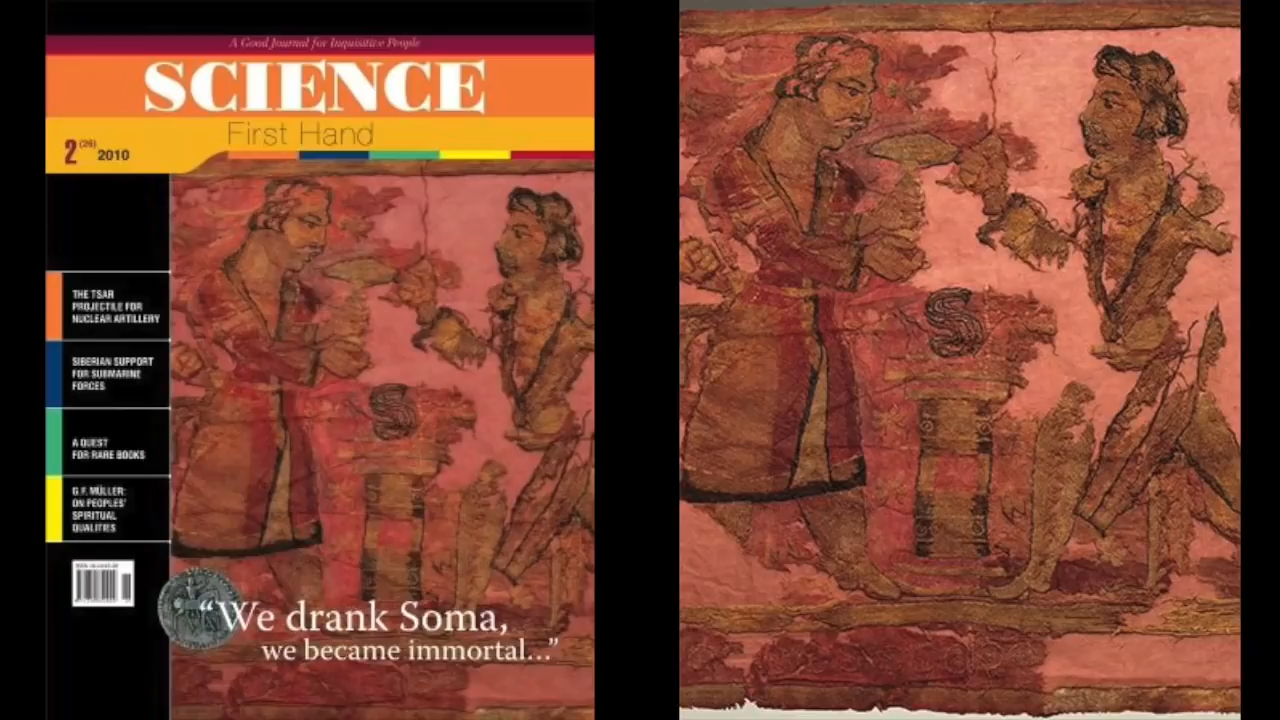 A Good Journal for Inquisitive People
SCIENCE
First Hand
2 (26) 2010
THE TSAR
PROJECTILE FOR
NUCLEAR ARTILLERY
SIBERIAN SUPPORT
FOR SUBMARINE
FORCES
A QUEST
FOR RARE BOOKS
G.F. MÜLLER:
ON PEOPLES'
SPIRITUAL
QUALITIES
“We drank Soma,
we became immortal...”